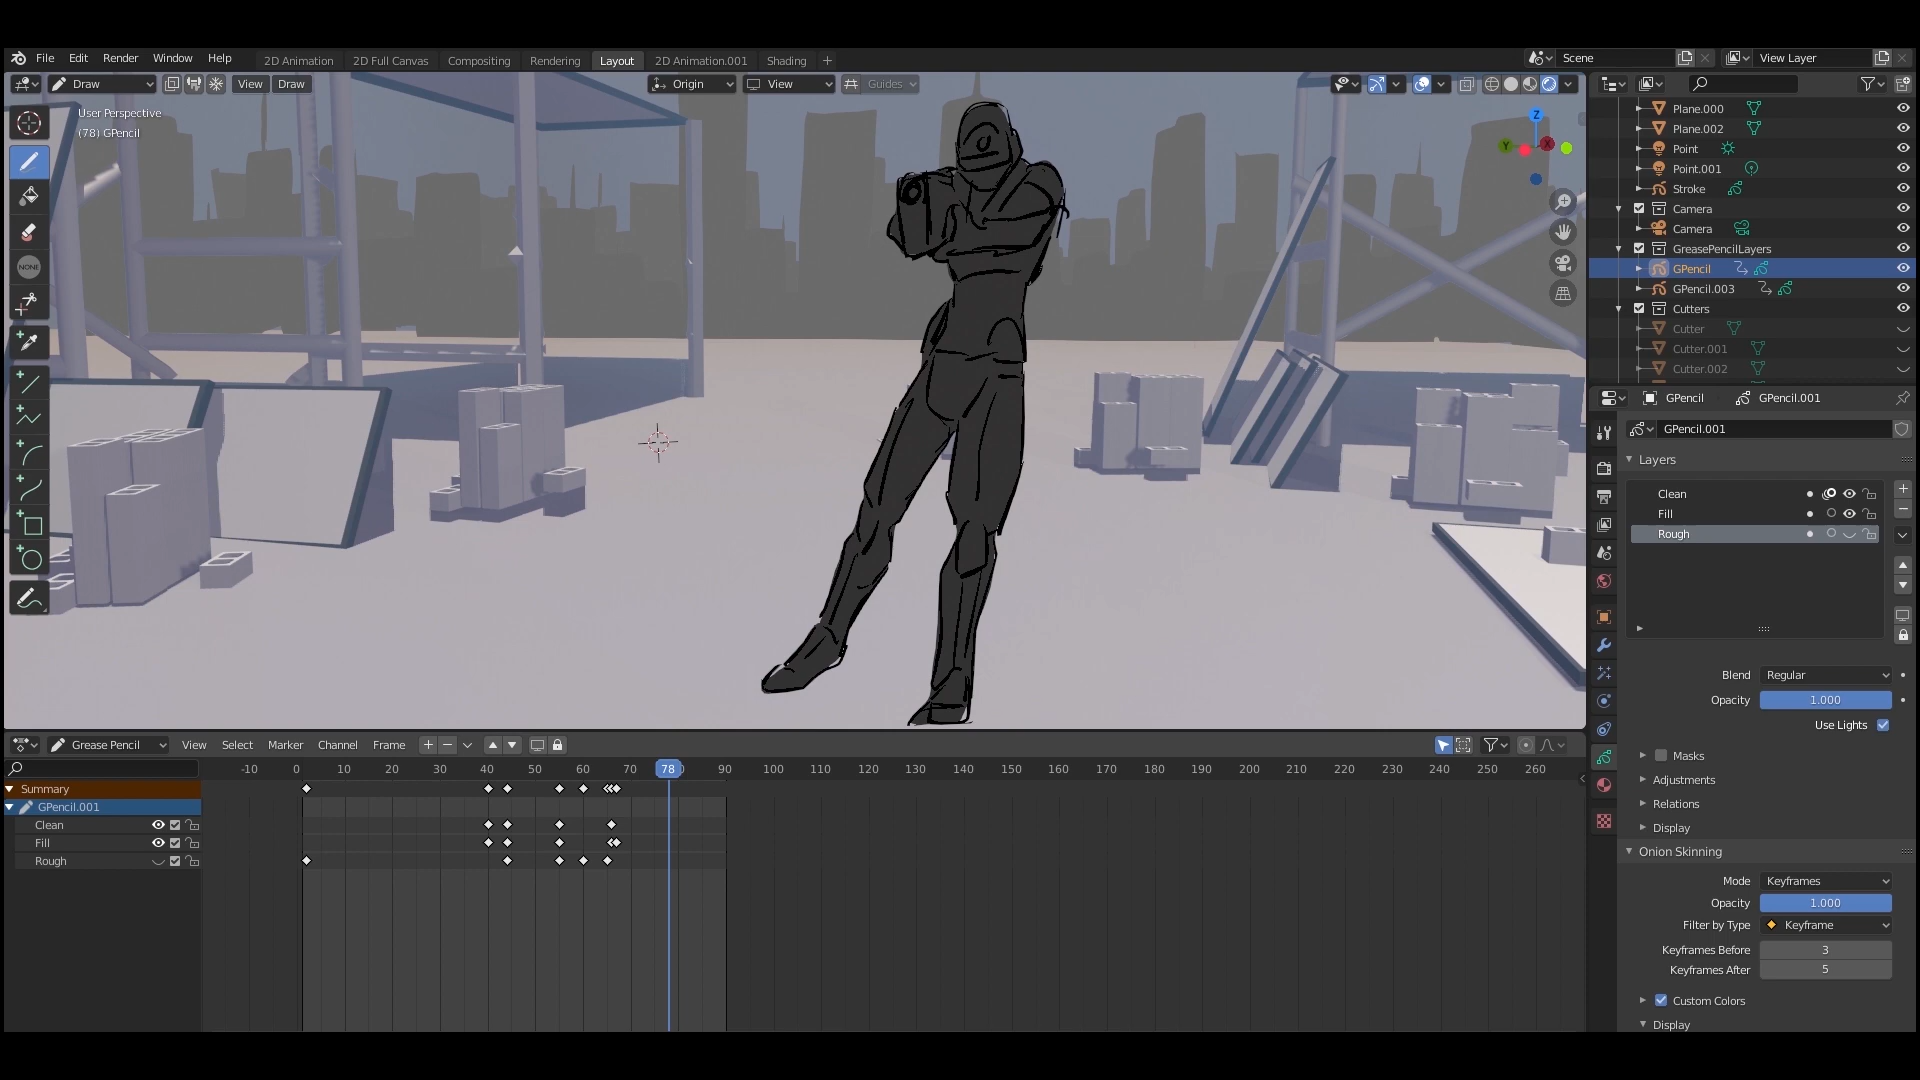 File Edit Render Window Help 2D Animation 2D Full Canvas Compositing Rendering Layout 2D Animation.001 Shading + Scene View Layer
Draw View Draw Origin View Guides
User Perspective
(78) GPencil
Z
Y X
NONE
Plane.000
Plane.002
Point
Point.001
Stroke
Camera
Camera
GreasePencilLayers
GPencil
GPencil.003
Cutters
Cutter
Cutter.001
Cutter.002
GPencil GPencil.001
GPencil.001
Layers
Clean
Fill
Rough
Blend Regular
Opacity 1.000
Use Lights
Masks
Adjustments
Relations
Display
Onion Skinning
Mode Keyframes
Opacity 1.000
Filter by Type Keyframe
Keyframes Before 3
Keyframes After 5
Custom Colors
Display
Grease Pencil View Select Marker Channel Frame
-10 0 10 20 30 40 50 60 70 78 90 100 110 120 130 140 150 160 170 180 190 200 210 220 230 240 250 260
Summary
GPencil.001
Clean
Fill
Rough